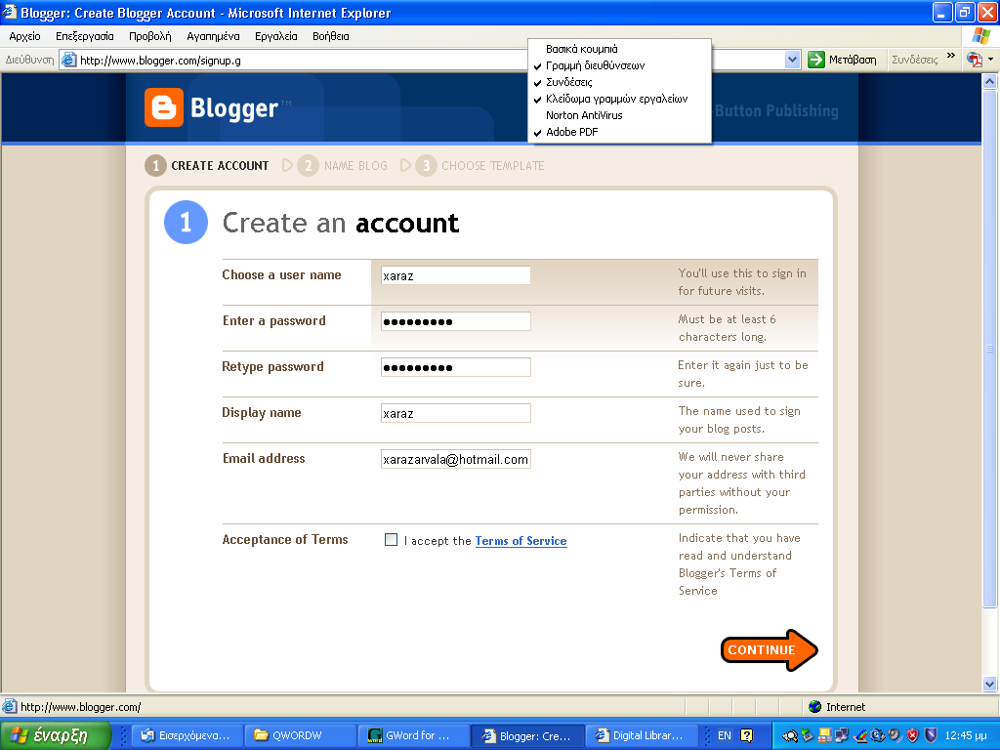 Blogger: Create Blogger Account - Microsoft Internet Explorer
Αρχείο Επεξεργασία Προβολή Αγαπημένα Εργαλεία Βοήθεια
Διεύθυνση http://www.blogger.com/signup.g Μετάβαση Συνδέσεις »
Βασικά κουμπιά
Γραμμή διευθύνσεων
Συνδέσεις
Κλείδωμα γραμμών εργαλείων
Norton AntiVirus
Adobe PDF
Blogger™ -Button Publishing
1 CREATE ACCOUNT 2 NAME BLOG 3 CHOOSE TEMPLATE
1 Create an account
Choose a user name xaraz You'll use this to sign in
for future visits.
Enter a password ●●●●●●●●● Must be at least 6
characters long.
Retype password ●●●●●●●●● Enter it again just to be
sure.
Display name xaraz The name used to sign
your blog posts.
Email address xarazarvala@hotmail.com We will never share
your address with third
parties without your
permission.
Acceptance of Terms I accept the Terms of Service Indicate that you have
read and understand
Blogger's Terms of
Service
CONTINUE
http://www.blogger.com/ Internet
έναρξη Εισερχόμενα... QWORDW GWord for ... Blogger: Cre... Digital Librar... EN 12:45 μμ